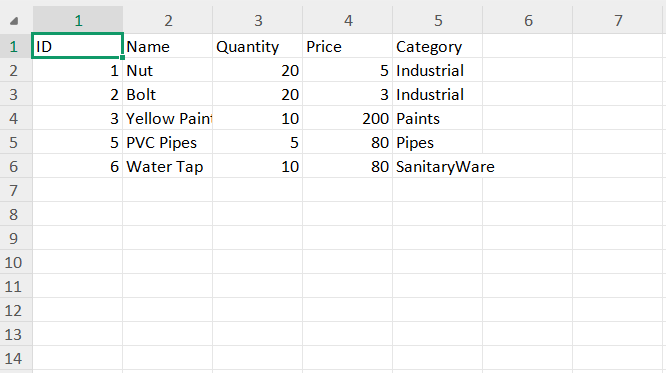 1 2 3 4 5 6 7
1 ID Name Quantity Price Category
2 1 Nut 20 5 Industrial
3 2 Bolt 20 3 Industrial
4 3 Yellow Paint 10 200 Paints
5 5 PVC Pipes 5 80 Pipes
6 6 Water Tap 10 80 SanitaryWare
7
8
9
10
11
12
13
14